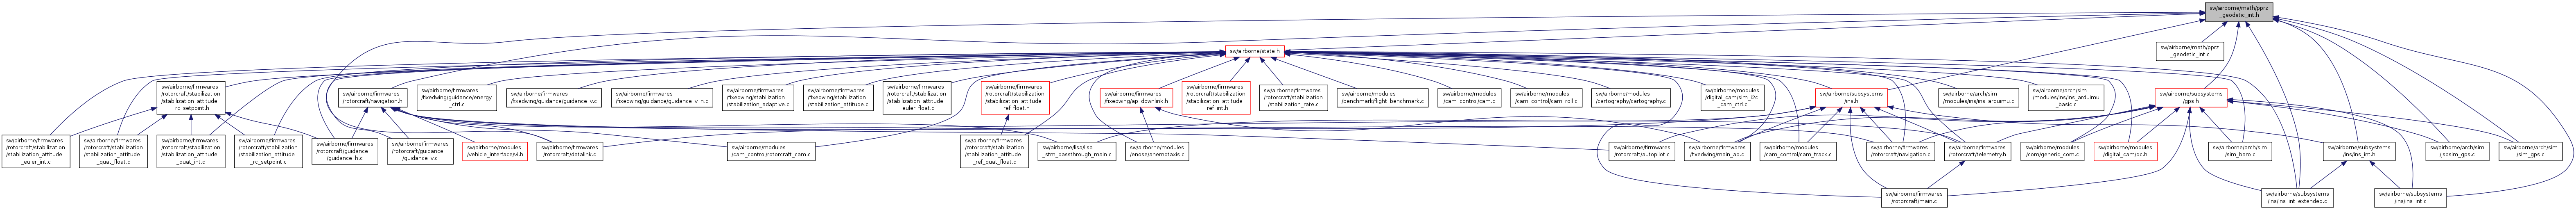 sw/airborne/math/pprz
_geodetic_int.h
sw/airborne/state.h
sw/airborne/math/pprz
_geodetic_int.c
sw/airborne/firmwares
/rotorcraft/stabilization
/stabilization_attitude
_rc_setpoint.h
sw/airborne/firmwares
/rotorcraft/navigation.h
sw/airborne/firmwares
/fixedwing/guidance/energy
_ctrl.c
sw/airborne/firmwares
/fixedwing/guidance/guidance_v.c
sw/airborne/firmwares
/fixedwing/guidance/guidance_v_n.c
sw/airborne/firmwares
/fixedwing/stabilization
/stabilization_adaptive.c
sw/airborne/firmwares
/fixedwing/stabilization
/stabilization_attitude.c
sw/airborne/firmwares
/rotorcraft/stabilization
/stabilization_attitude
_euler_float.c
sw/airborne/firmwares
/rotorcraft/stabilization
/stabilization_attitude
_ref_float.h
sw/airborne/firmwares
/fixedwing/ap_downlink.h
sw/airborne/firmwares
/rotorcraft/stabilization
/stabilization_attitude
_ref_int.h
sw/airborne/firmwares
/rotorcraft/stabilization
/stabilization_rate.c
sw/airborne/modules
/benchmark/flight_benchmark.c
sw/airborne/modules
/cam_control/cam.c
sw/airborne/modules
/cam_control/cam_roll.c
sw/airborne/modules
/cartography/cartography.c
sw/airborne/modules
/digital_cam/sim_i2c
_cam_ctrl.c
sw/airborne/subsystems
/ins.h
sw/airborne/arch/sim
/modules/ins/ins_arduimu.c
sw/airborne/arch/sim
/modules/ins/ins_arduimu
_basic.c
sw/airborne/subsystems
/gps.h
sw/airborne/firmwares
/rotorcraft/stabilization
/stabilization_attitude
_euler_int.c
sw/airborne/firmwares
/rotorcraft/stabilization
/stabilization_attitude
_quat_float.c
sw/airborne/firmwares
/rotorcraft/stabilization
/stabilization_attitude
_quat_int.c
sw/airborne/firmwares
/rotorcraft/stabilization
/stabilization_attitude
_rc_setpoint.c
sw/airborne/firmwares
/rotorcraft/guidance
/guidance_h.c
sw/airborne/firmwares
/rotorcraft/guidance
/guidance_v.c
sw/airborne/modules
/vehicle_interface/vi.h
sw/airborne/firmwares
/rotorcraft/datalink.c
sw/airborne/modules
/cam_control/rotorcraft_cam.c
sw/airborne/firmwares
/rotorcraft/stabilization
/stabilization_attitude
_ref_quat_float.c
sw/airborne/lisa/lisa
_stm_passthrough_main.c
sw/airborne/modules
/enose/anemotaxis.c
sw/airborne/firmwares
/rotorcraft/autopilot.c
sw/airborne/firmwares
/fixedwing/main_ap.c
sw/airborne/modules
/cam_control/cam_track.c
sw/airborne/firmwares
/rotorcraft/navigation.c
sw/airborne/firmwares
/rotorcraft/telemetry.h
sw/airborne/modules
/com/generic_com.c
sw/airborne/modules
/digital_cam/dc.h
sw/airborne/arch/sim
/sim_baro.c
sw/airborne/subsystems
/ins/ins_int.h
sw/airborne/arch/sim
/jsbsim_gps.c
sw/airborne/arch/sim
/sim_gps.c
sw/airborne/firmwares
/rotorcraft/main.c
sw/airborne/subsystems
/ins/ins_int_extended.c
sw/airborne/subsystems
/ins/ins_int.c